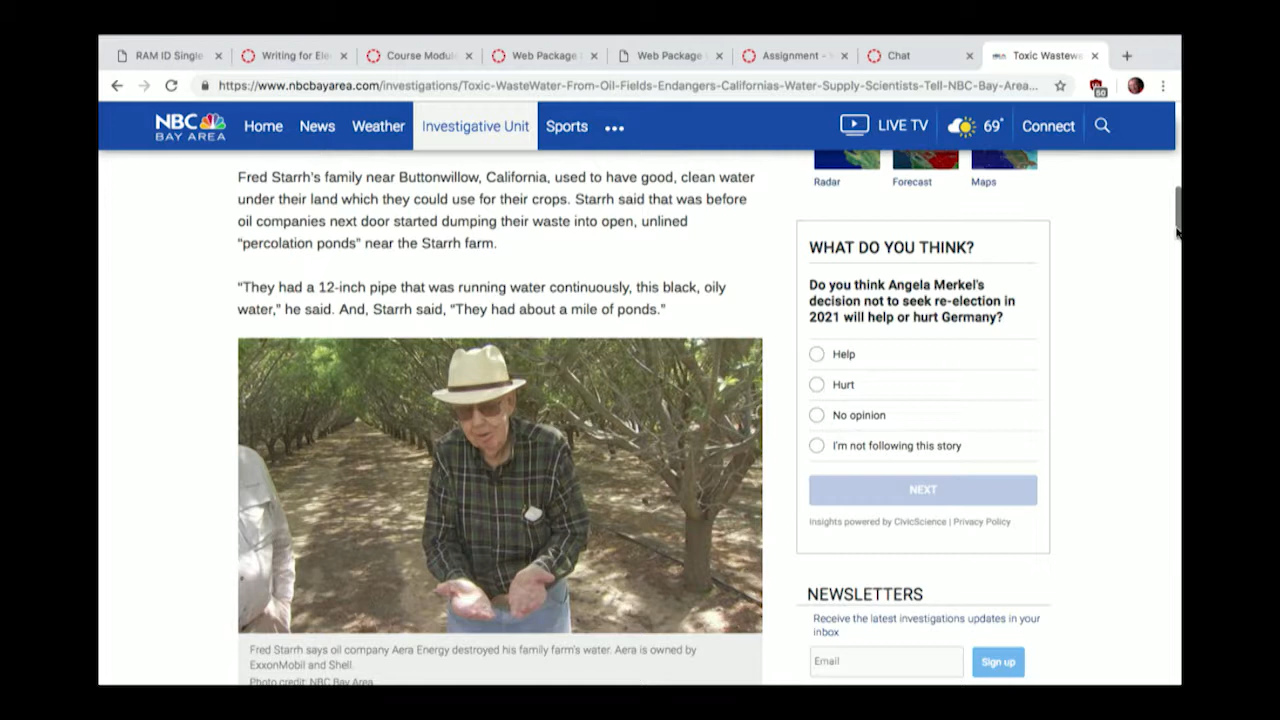 RAM ID Single
Writing for Ele
Course Modul
Web Package
Web Package
Assignment -
Chat
Toxic Wastewa
https://www.nbcbayarea.com/investigations/Toxic-WasteWater-From-Oil-Fields-Endangers-Californias-Water-Supply-Scientists-Tell-NBC-Bay-Area...
60
NBC
BAY AREA
Home
News
Weather
Investigative Unit
Sports
LIVE TV
69°
Connect
Fred Starrh's family near Buttonwillow, California, used to have good, clean water
under their land which they could use for their crops. Starrh said that was before
oil companies next door started dumping their waste into open, unlined
“percolation ponds” near the Starrh farm.
“They had a 12-inch pipe that was running water continuously, this black, oily
water,” he said. And, Starrh said, “They had about a mile of ponds.”
Fred Starrh says oil company Aera Energy destroyed his family farm's water. Aera is owned by
ExxonMobil and Shell.
Photo credit: NBC Bay Area
Radar
Forecast
Maps
WHAT DO YOU THINK?
Do you think Angela Merkel's
decision not to seek re-election in
2021 will help or hurt Germany?
Help
Hurt
No opinion
I'm not following this story
NEXT
Insights powered by CivicScience | Privacy Policy
NEWSLETTERS
Receive the latest investigations updates in your
inbox
Email
Sign up